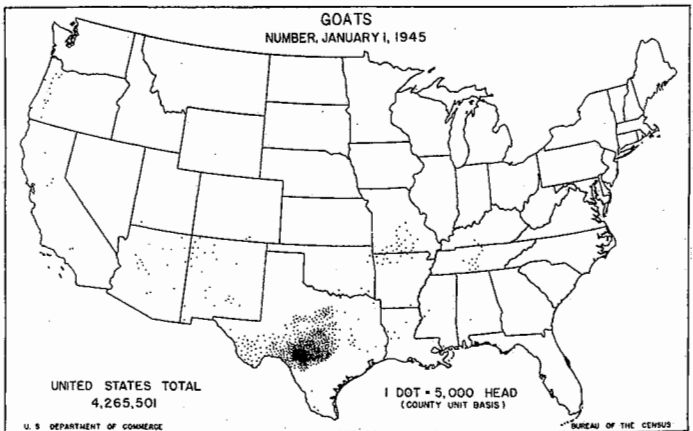 GOATS
NUMBER, JANUARY 1, 1945
UNITED STATES TOTAL
4,265,501
1 DOT = 5,000 HEAD
(COUNTY UNIT BASIS)
U. S DEPARTMENT OF COMMERCE
BUREAU OF THE CENSUS